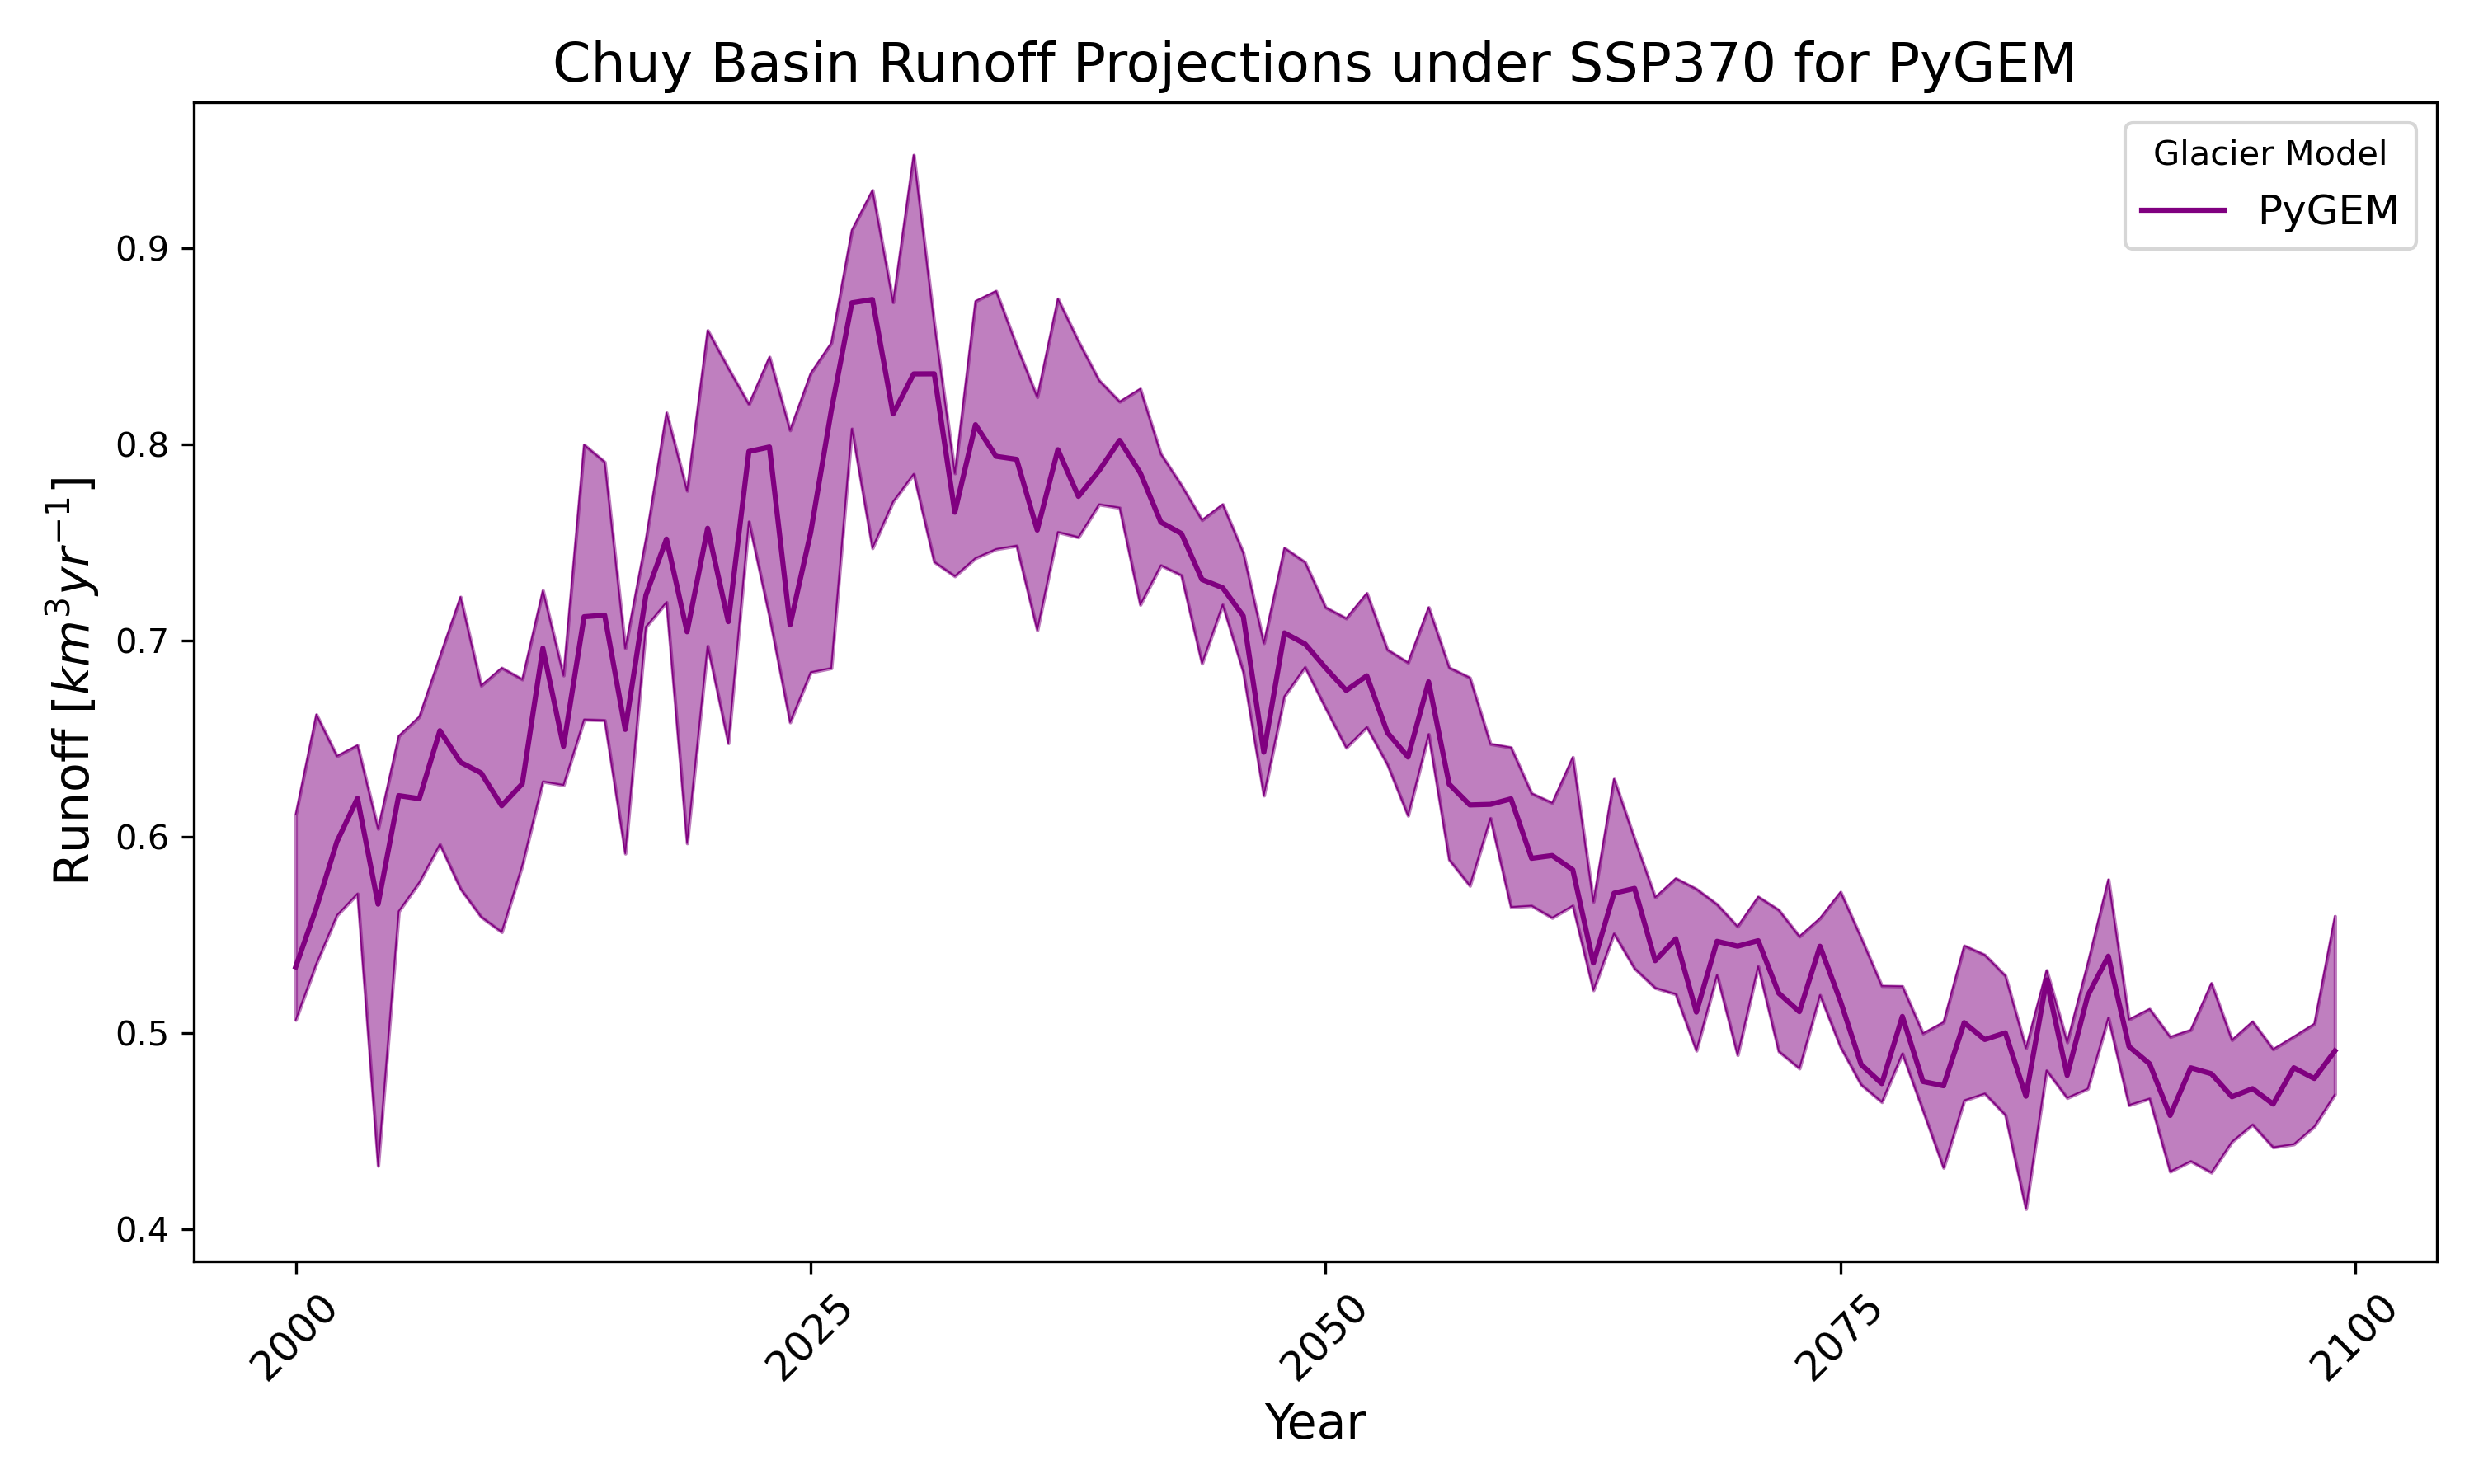 Chuy Basin Runoff Projections under SSP370 for PyGEM
Glacier Model
PyGEM
Runoff [km³yr⁻¹]
0.9
0.8
0.7
0.6
0.5
0.4
2000
2025
2050
2075
2100
Year